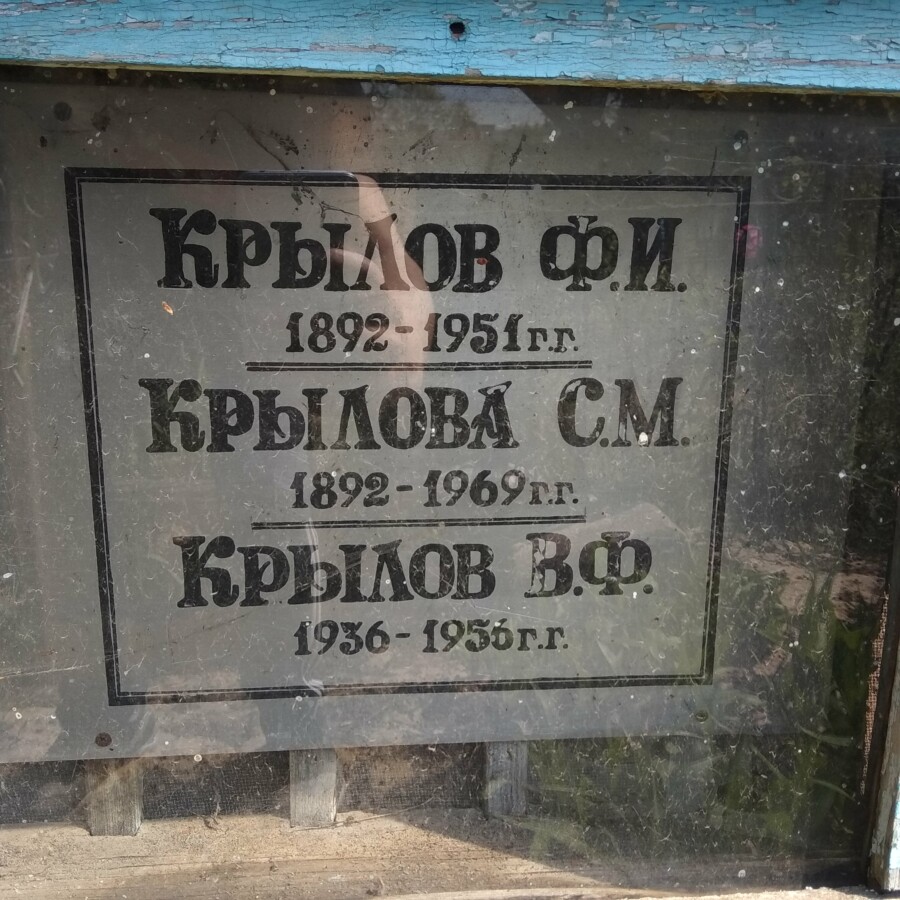 КРЫЛОВ Ф.И.
1892-1951г.г.
КРЫЛОВА С.М.
1892-1969г.г.
КРЫЛОВ В.Ф.
1936-1956г.г.